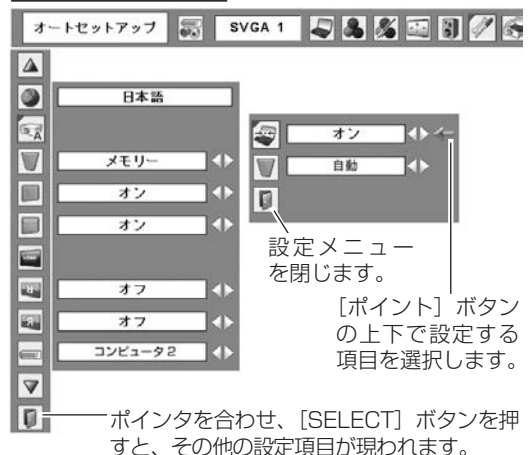 オートセットアップ
SVGA 1
日本語
メモリー
オン
オン
オフ
オフ
コンピュータ2
オン
自動
設定メニュー
を閉じます。
［ポイント］ボタン
の上下で設定する
項目を選択します。
ポインタを合わせ、［SELECT］ボタンを押
すと、その他の設定項目が現われます。